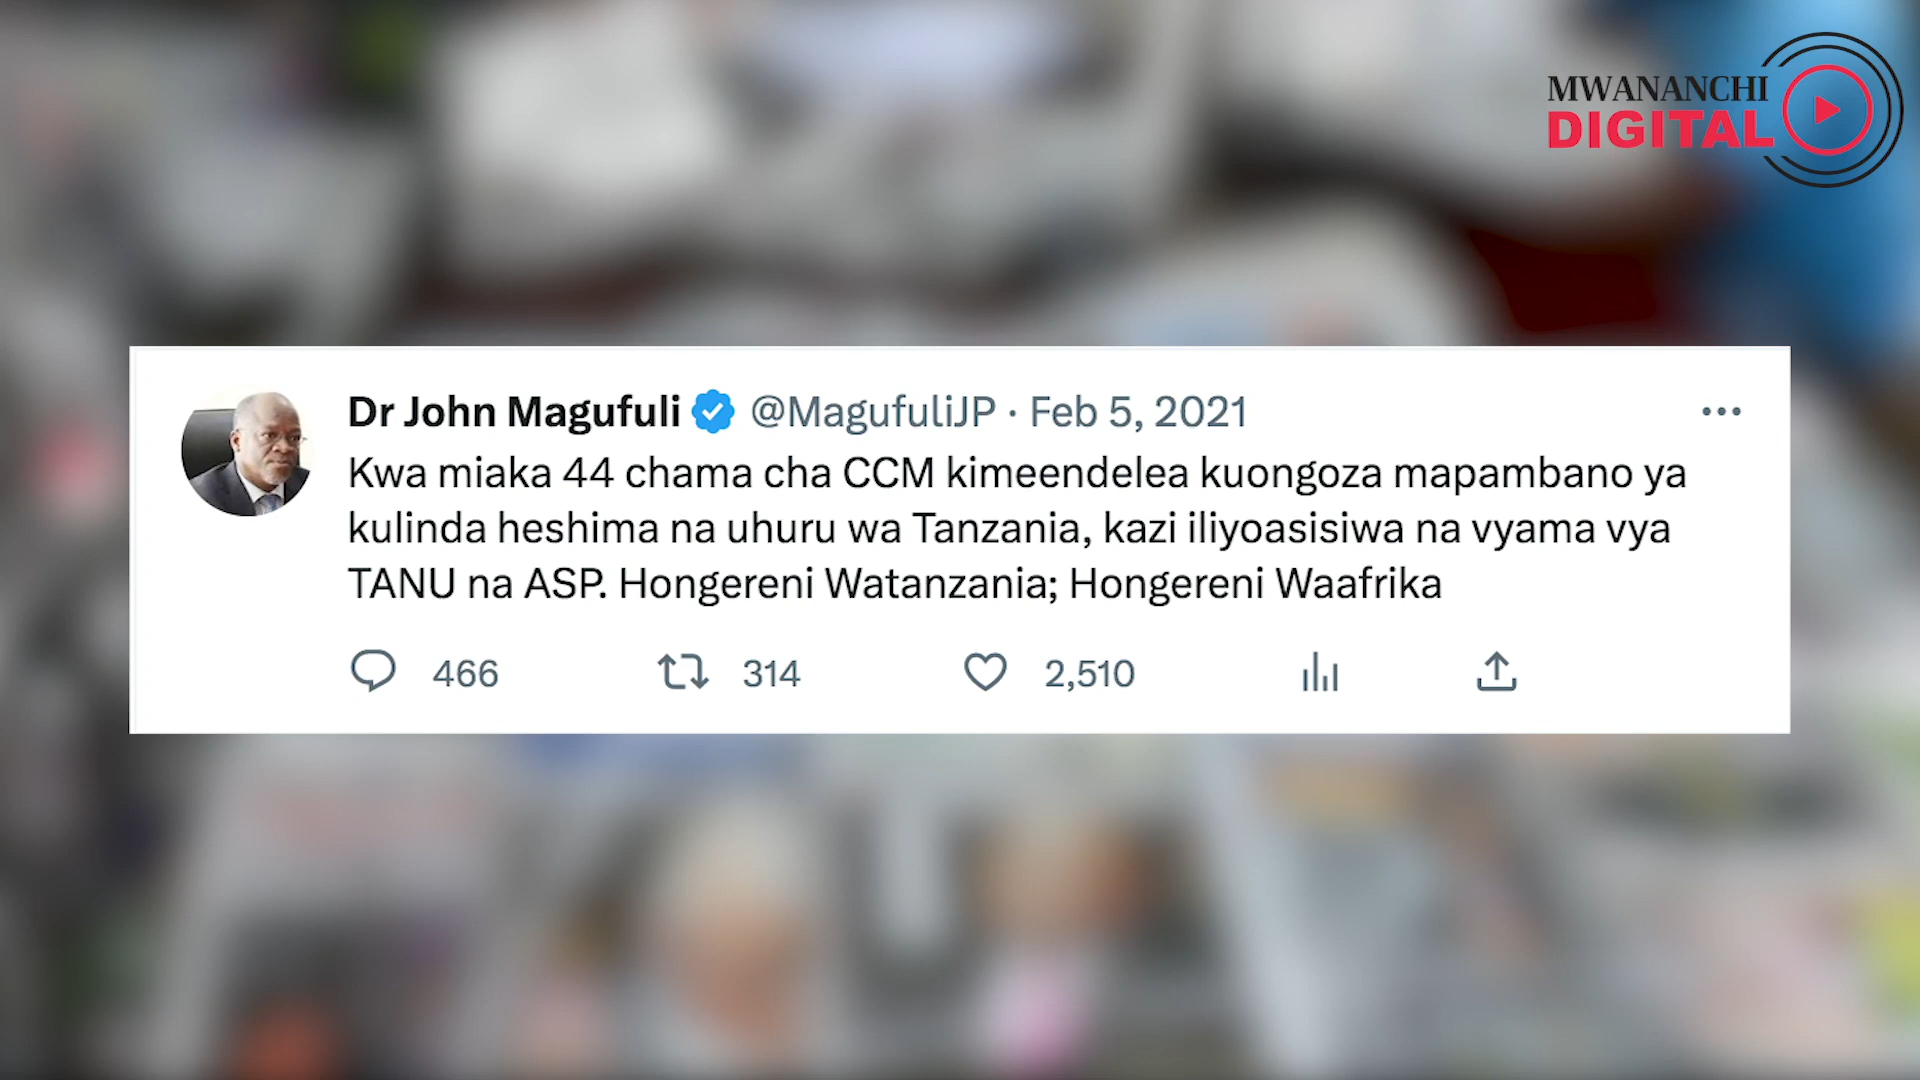 MWANANCHI
DIGITAL
Dr John Magufuli @MagufuliJP · Feb 5, 2021
Kwa miaka 44 chama cha CCM kimeendelea kuongoza mapambano ya
kulinda heshima na uhuru wa Tanzania, kazi iliyoasisiwa na vyama vya
TANU na ASP. Hongereni Watanzania; Hongereni Waafrika
466 314 2,510